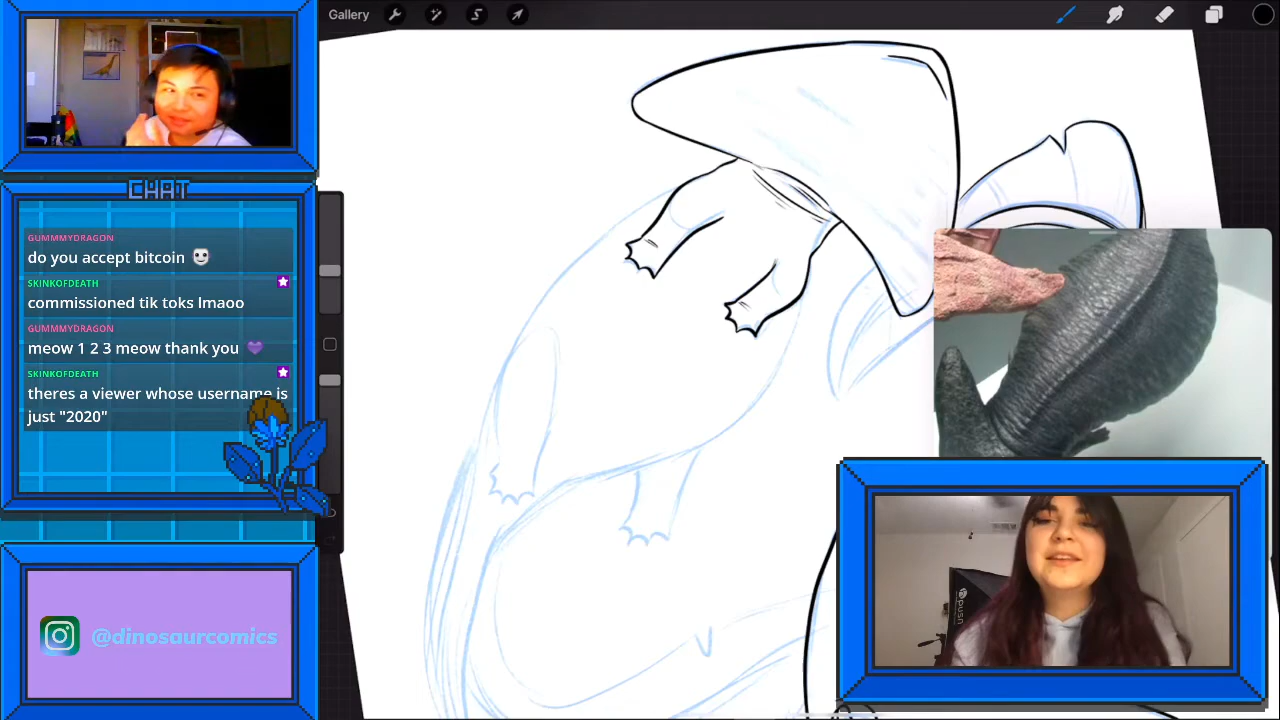 Gallery
CHAT
GUMMMYDRAGON
do you accept bitcoin
SKINKOFDEATH
commissioned tik toks lmaoo
GUMMMYDRAGON
meow 1 2 3 meow thank you
SKINKOFDEATH
theres a viewer whose username is
just "2020"
@dinosaurcomics